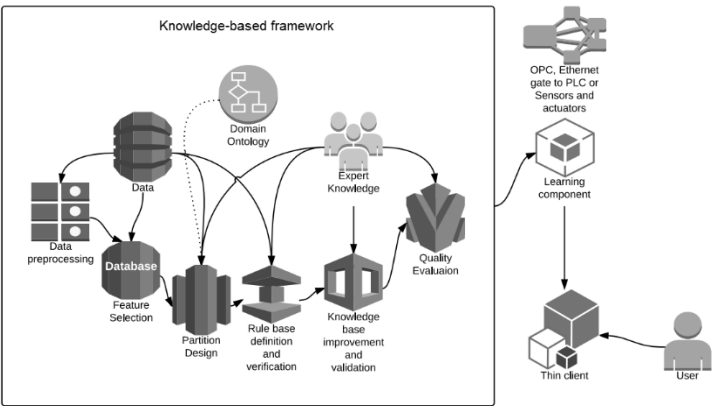 Knowledge-based framework
OPC, Ethernet
gate to PLC or
Sensors and
actuators
Domain
Ontology
Data
Expert
Knowledge
Learning
component
Data
preprocessing
Database
Feature
Selection
Quality
Evaluaion
Partition
Design
Rule base
definition
and
verification
Knowledge
base
improvement
and
validation
Thin client
User